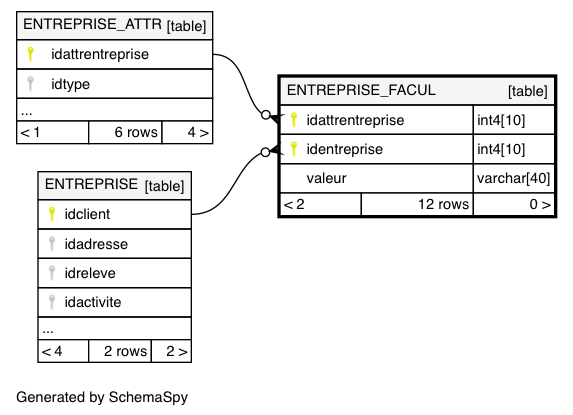 ENTREPRISE_ATTR [table]
idattrentreprise
idtype
...
< 1 6 rows 4 >
ENTREPRISE_FACUL [table]
idattrentreprise int4[10]
identreprise int4[10]
valeur varchar[40]
< 2 12 rows 0 >
ENTREPRISE [table]
idclient
idadresse
idreleve
idactivite
...
< 4 2 rows 2 >
Generated by SchemaSpy